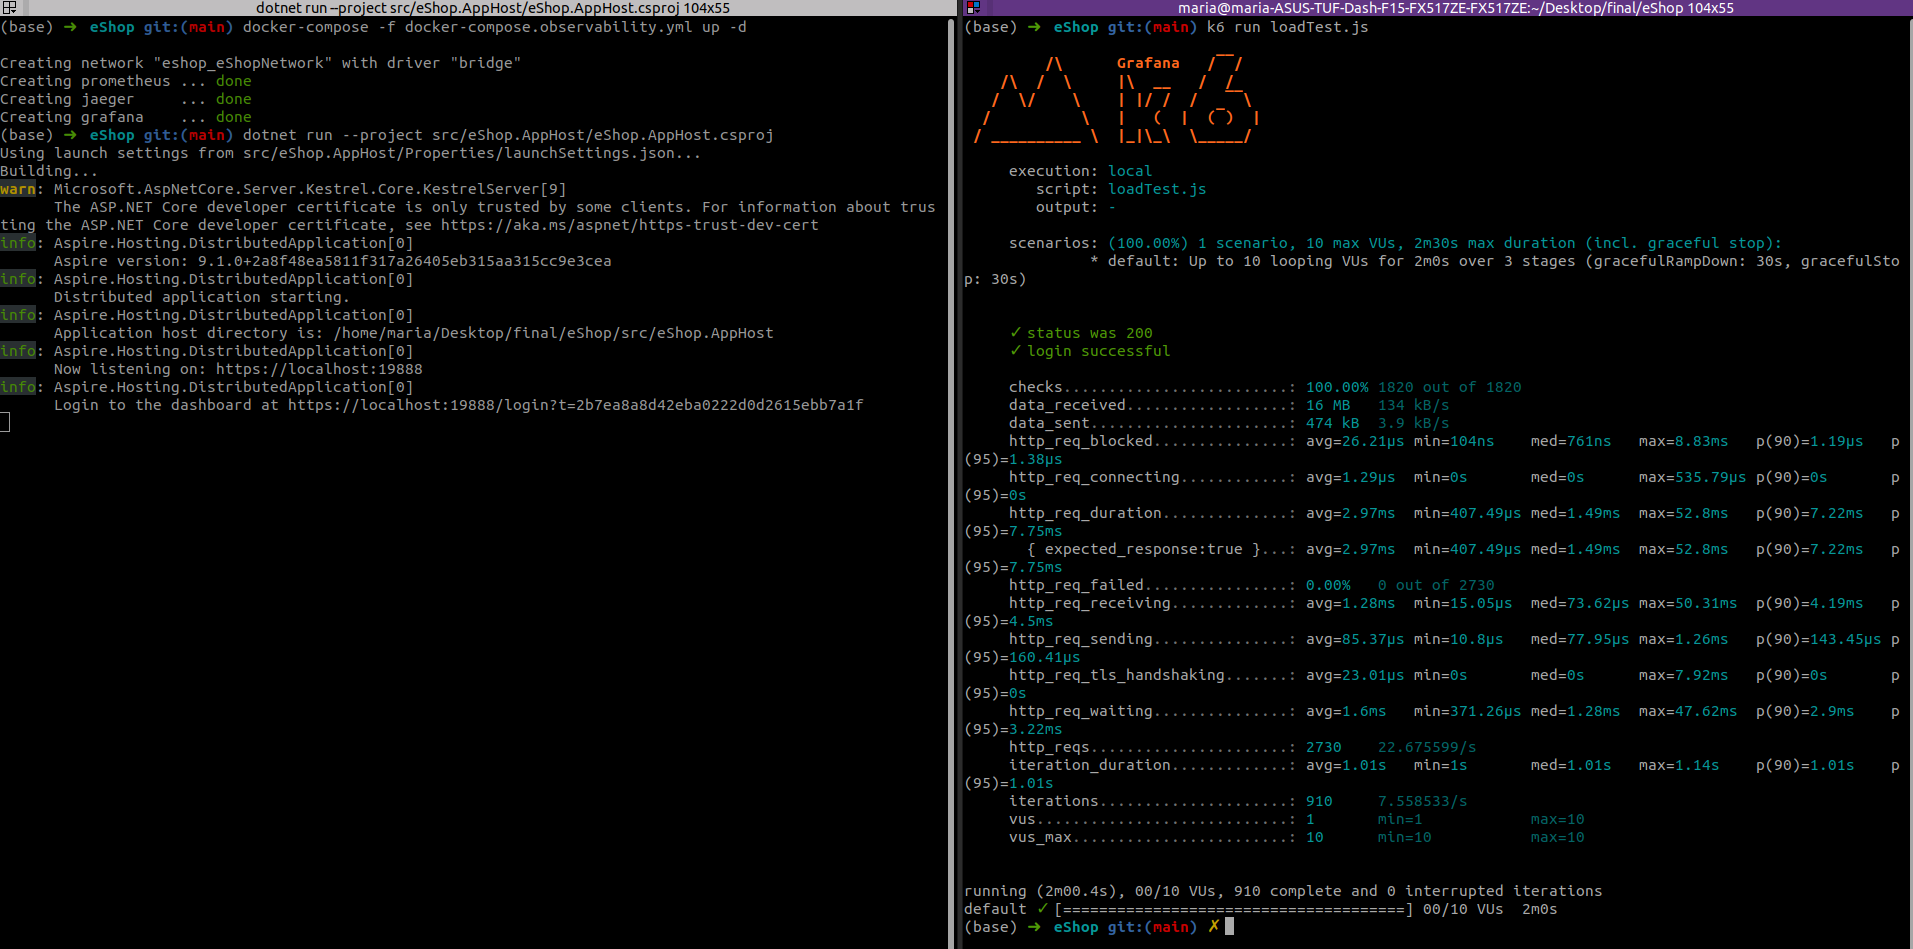 dotnet run --project src/eShop.AppHost/eShop.AppHost.csproj 104x55
(base) ➜ eShop git:(main) docker-compose -f docker-compose.observability.yml up -d
Creating network "eshop_eShopNetwork" with driver "bridge"
Creating prometheus ... done
Creating jaeger     ... done
Creating grafana    ... done
(base) ➜ eShop git:(main) dotnet run --project src/eShop.AppHost/eShop.AppHost.csproj
Using launch settings from src/eShop.AppHost/Properties/launchSettings.json...
Building...
warn: Microsoft.AspNetCore.Server.Kestrel.Core.KestrelServer[9]
      The ASP.NET Core developer certificate is only trusted by some clients. For information about trus
ting the ASP.NET Core developer certificate, see https://aka.ms/aspnet/https-trust-dev-cert
info: Aspire.Hosting.DistributedApplication[0]
      Aspire version: 9.1.0+2a8f48ea5811f317a26405eb315aa315cc9e3cea
info: Aspire.Hosting.DistributedApplication[0]
      Distributed application starting.
info: Aspire.Hosting.DistributedApplication[0]
      Application host directory is: /home/maria/Desktop/final/eShop/src/eShop.AppHost
info: Aspire.Hosting.DistributedApplication[0]
      Now listening on: https://localhost:19888
info: Aspire.Hosting.DistributedApplication[0]
      Login to the dashboard at https://localhost:19888/login?t=2b7ea8a8d42eba0222d0d2615ebb7a1f
maria@maria-ASUS-TUF-Dash-F15-FX517ZE-FX517ZE:~/Desktop/final/eShop 104x55
(base) ➜ eShop git:(main) k6 run loadTest.js
Grafana
k6
execution: local
script: loadTest.js
output: -
scenarios: (100.00%) 1 scenario, 10 max VUs, 2m30s max duration (incl. graceful stop):
* default: Up to 10 looping VUs for 2m0s over 3 stages (gracefulRampDown: 30s, gracefulSto
p: 30s)
✓ status was 200
✓ login successful
checks.........................: 100.00% 1820 out of 1820
data_received..................: 16 MB   134 kB/s
data_sent......................: 474 kB  3.9 kB/s
http_req_blocked...............: avg=26.21µs min=104ns    med=761ns   max=8.83ms   p(90)=1.19µs   p
(95)=1.38µs
http_req_connecting............: avg=1.29µs  min=0s       med=0s      max=535.79µs p(90)=0s       p
(95)=0s
http_req_duration..............: avg=2.97ms  min=407.49µs med=1.49ms  max=52.8ms   p(90)=7.22ms   p
(95)=7.75ms
{ expected_response:true }...: avg=2.97ms  min=407.49µs med=1.49ms  max=52.8ms   p(90)=7.22ms   p
(95)=7.75ms
http_req_failed................: 0.00%   0 out of 2730
http_req_receiving.............: avg=1.28ms  min=15.05µs  med=73.62µs max=50.31ms  p(90)=4.19ms   p
(95)=4.5ms
http_req_sending...............: avg=85.37µs min=10.8µs   med=77.95µs max=1.26ms   p(90)=143.45µs p
(95)=160.41µs
http_req_tls_handshaking.......: avg=23.01µs min=0s       med=0s      max=7.92ms   p(90)=0s       p
(95)=0s
http_req_waiting...............: avg=1.6ms   min=371.26µs med=1.28ms  max=47.62ms  p(90)=2.9ms    p
(95)=3.22ms
http_reqs......................: 2730    22.675599/s
iteration_duration.............: avg=1.01s   min=1s       med=1.01s   max=1.14s    p(90)=1.01s    p
(95)=1.01s
iterations.....................: 910     7.558533/s
vus............................: 1       min=1            max=10
vus_max........................: 10      min=10           max=10
running (2m00.4s), 00/10 VUs, 910 complete and 0 interrupted iterations
default ✓ [======================================] 00/10 VUs  2m0s
(base) ➜ eShop git:(main) ✗